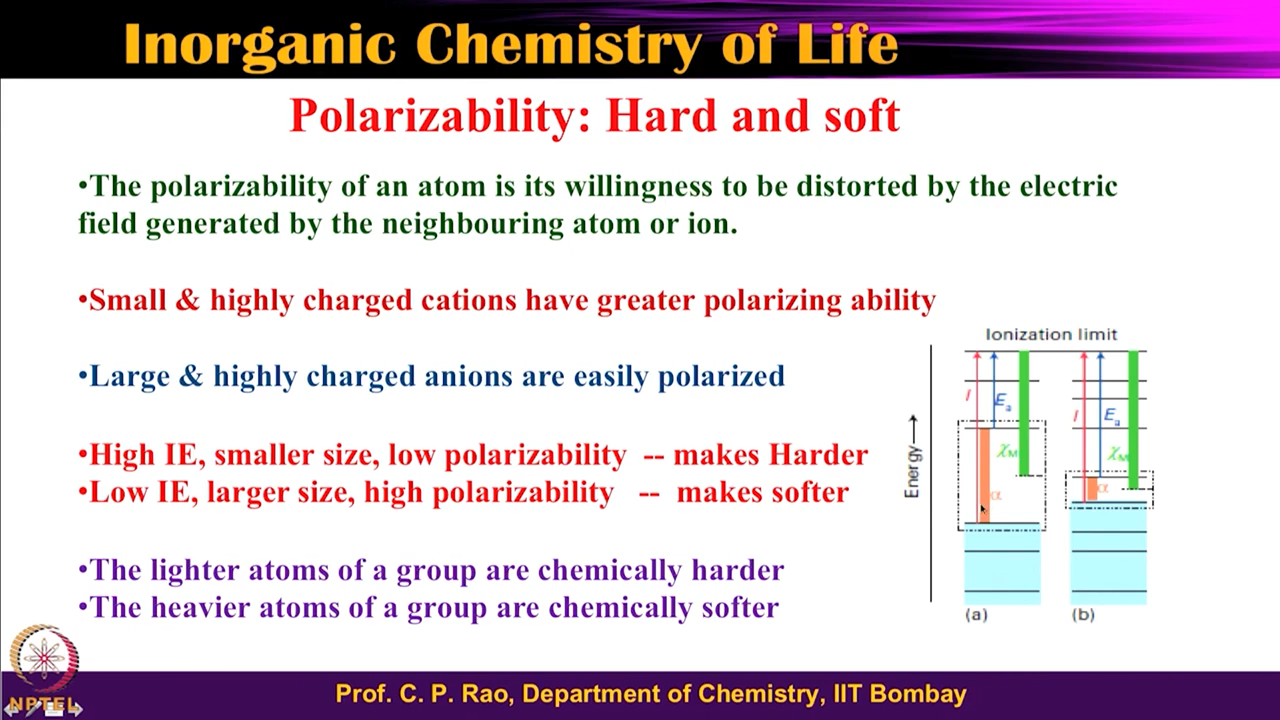 Inorganic Chemistry of Life
Polarizability: Hard and soft
•The polarizability of an atom is its willingness to be distorted by the electric
field generated by the neighbouring atom or ion.
•Small & highly charged cations have greater polarizing ability
•Large & highly charged anions are easily polarized
•High IE, smaller size, low polarizability -- makes Harder
•Low IE, larger size, high polarizability -- makes softer
•The lighter atoms of a group are chemically harder
•The heavier atoms of a group are chemically softer
Ionization limit
Energy
I
Ea
χM
α
(a)
I
Ea
χM
α
(b)
NPTEL
Prof. C. P. Rao, Department of Chemistry, IIT Bombay